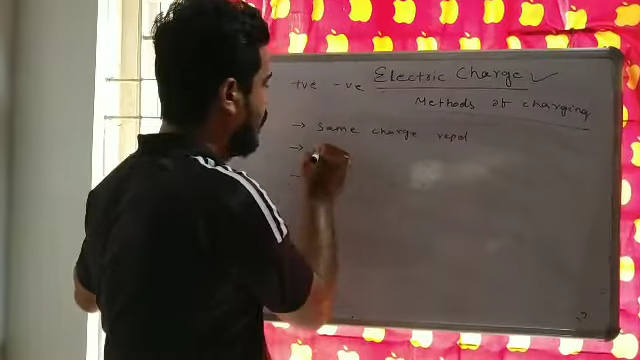 +ve -ve Electric Charge ✓
Methods of charging
→ Same charge repel
→